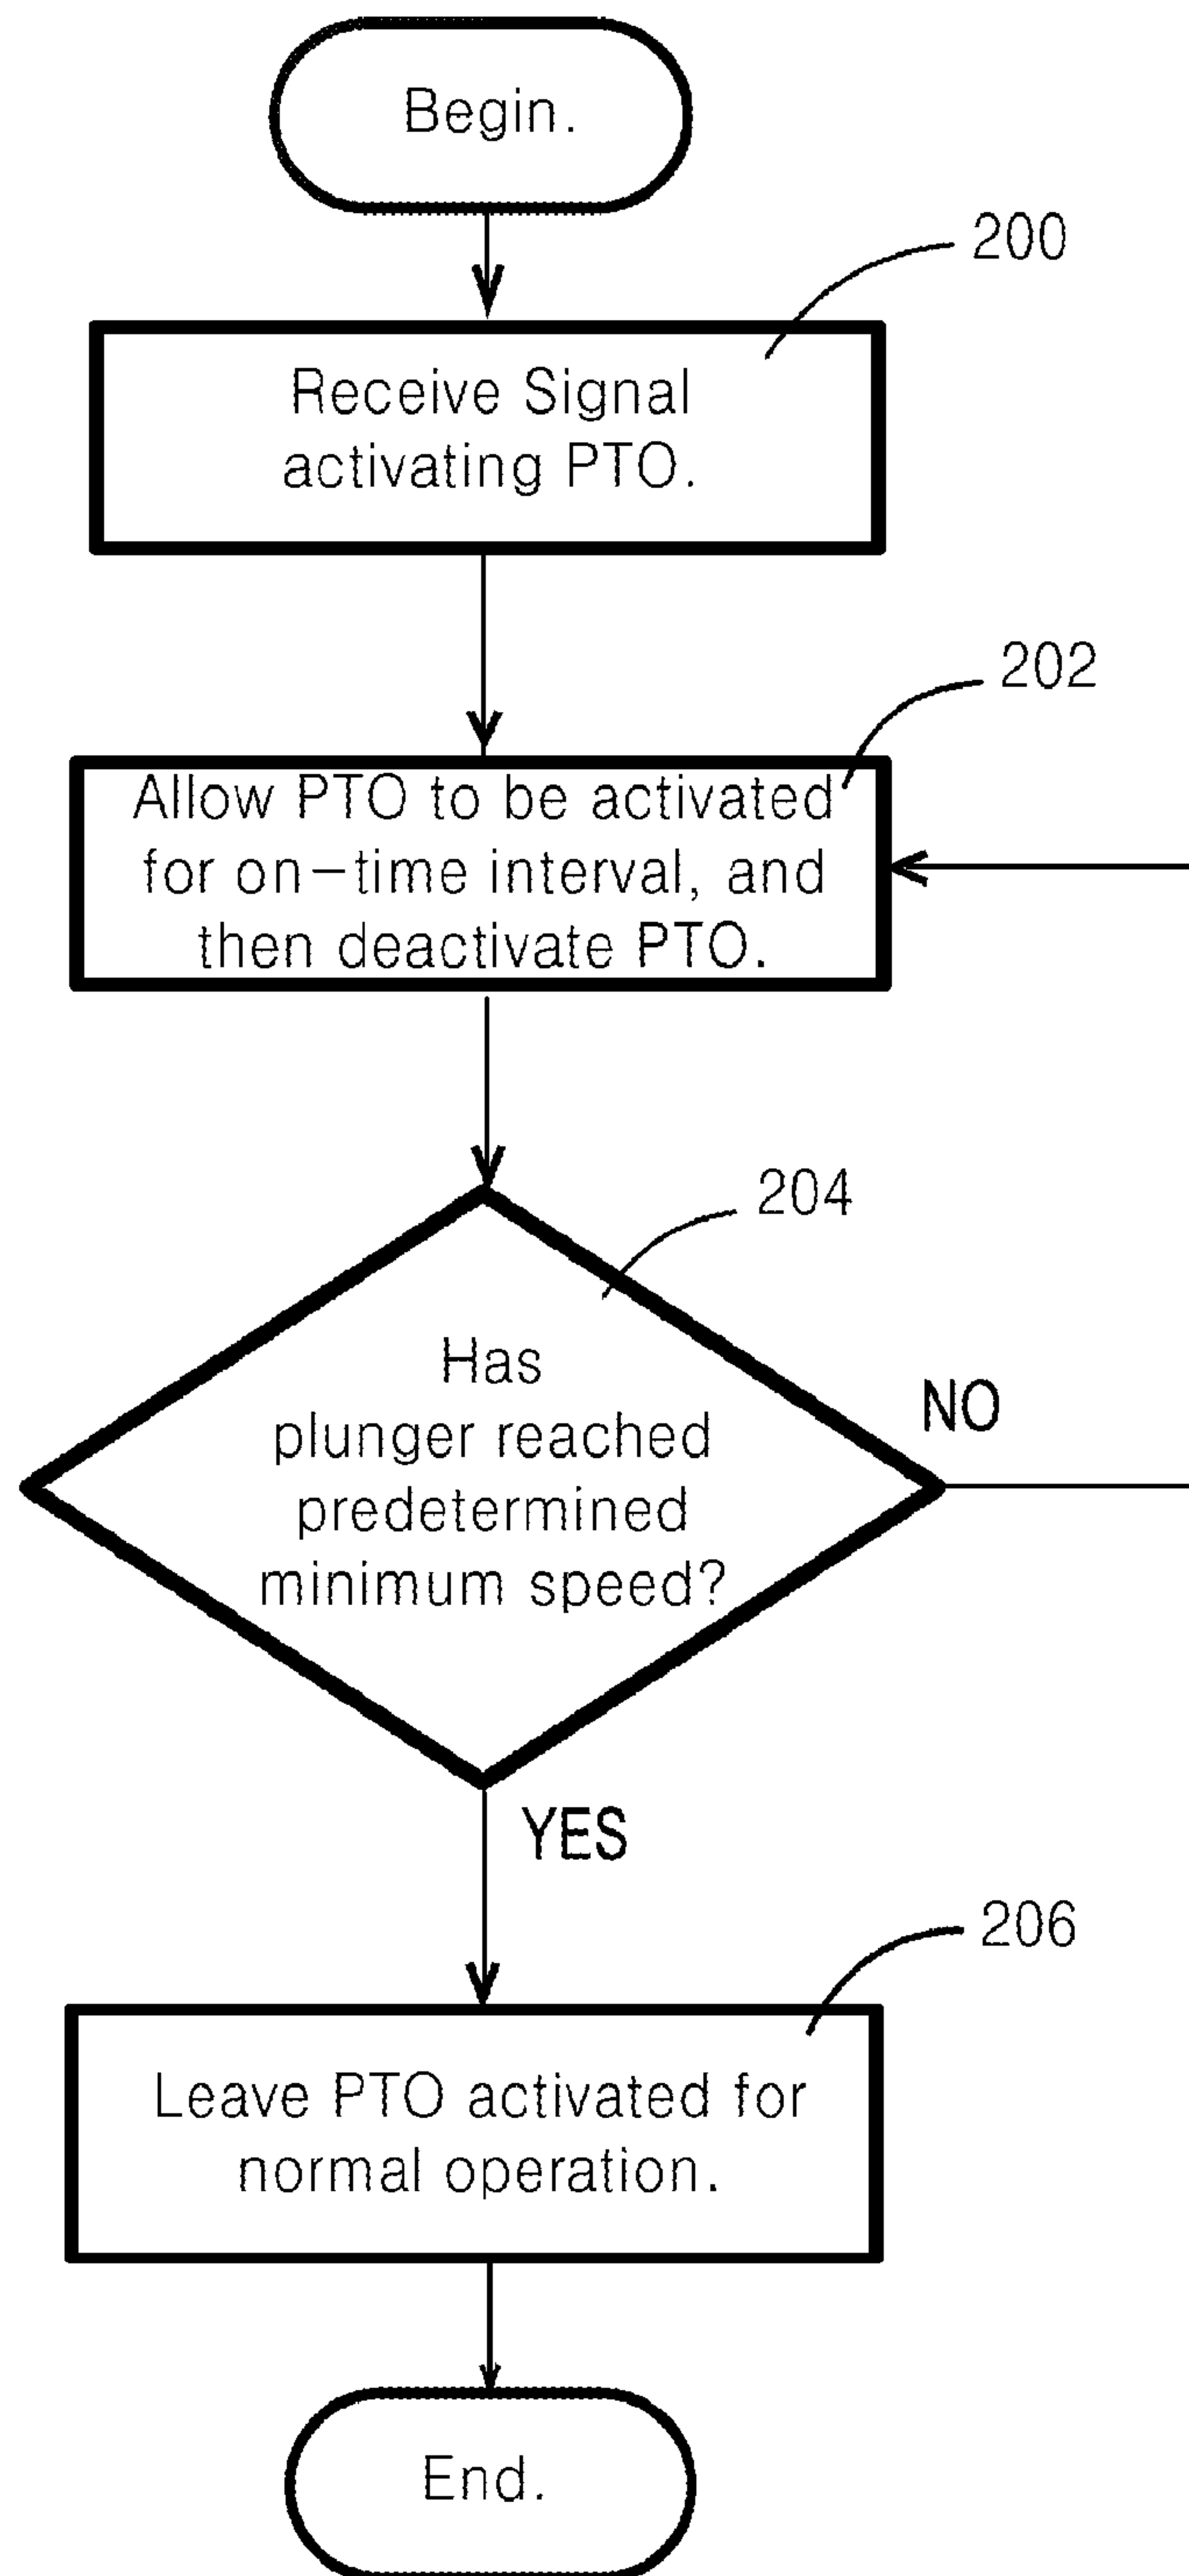 Begin.
200
Receive Signal
activating PTO.
202
Allow PTO to be activated
for on-time interval, and
then deactivate PTO.
204
Has
plunger reached
predetermined
minimum speed?
NO
YES
206
Leave PTO activated for
normal operation.
End.